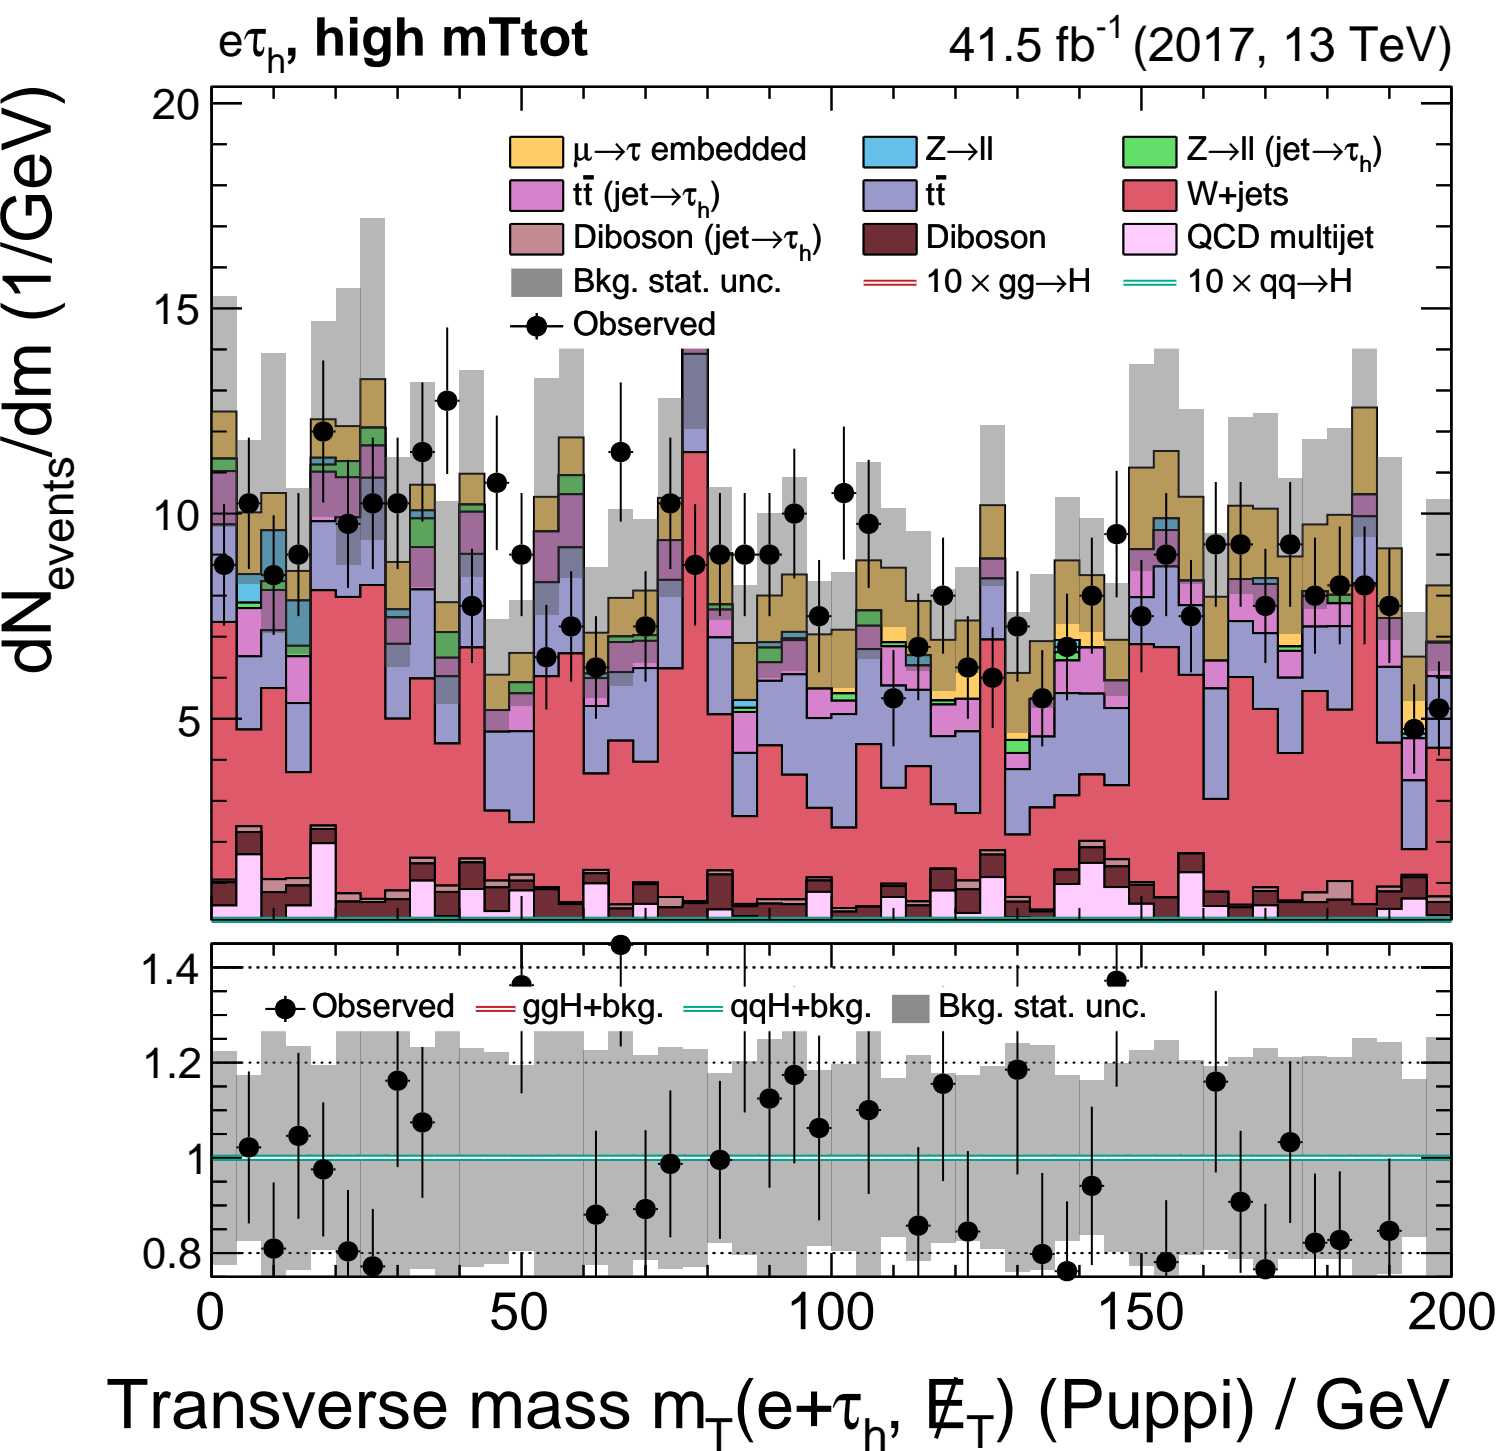 eτh, high mTtot 41.5 fb-1 (2017, 13 TeV)
dNevents/dm (1/GeV)
20
15
10
5
μ→τ embedded Z→ll Z→ll (jet→τh)
tt̄ (jet→τh) tt̄ W+jets
Diboson (jet→τh) Diboson QCD multijet
Bkg. stat. unc. 10 × gg→H 10 × qq→H
Observed
1.4
1.2
1
0.8
Observed ggH+bkg. qqH+bkg. Bkg. stat. unc.
0 50 100 150 200
Transverse mass mT(e+τh, E̸T) (Puppi) / GeV